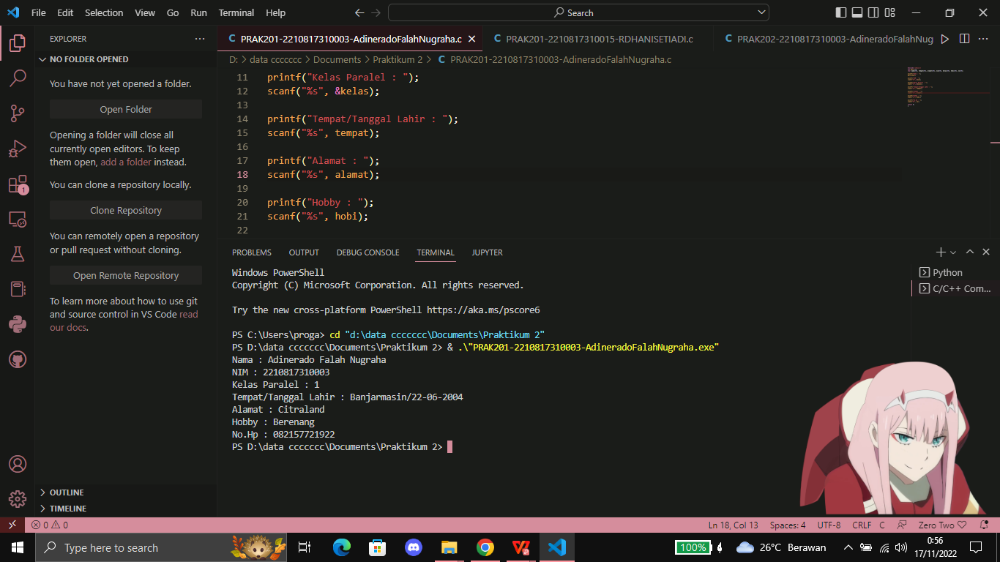 File Edit Selection View Go Run Terminal Help
Search
EXPLORER
NO FOLDER OPENED
You have not yet opened a folder.
Open Folder
Opening a folder will close all
currently open editors. To keep
them open, add a folder instead.
You can clone a repository locally.
Clone Repository
You can remotely open a repository
or pull request without cloning.
Open Remote Repository
To learn more about how to use git
and source control in VS Code read
our docs.
OUTLINE
TIMELINE
1
C PRAK201-2210817310003-AdineradoFalahNugraha.c
C PRAK201-2210817310015-RDHANISETIADI.c
C PRAK202-2210817310003-AdineradoFalahNug
D: > data ccccccc > Documents > Praktikum 2 > C PRAK201-2210817310003-AdineradoFalahNugraha.c
11 printf("Kelas Paralel : ");
12 scanf("%s", &kelas);
13
14 printf("Tempat/Tanggal Lahir : ");
15 scanf("%s", tempat);
16
17 printf("Alamat : ");
18 scanf("%s", alamat);
19
20 printf("Hobby : ");
21 scanf("%s", hobi);
22
PROBLEMS OUTPUT DEBUG CONSOLE TERMINAL JUPYTER
Python
C/C++ Com...
Windows PowerShell
Copyright (C) Microsoft Corporation. All rights reserved.
Try the new cross-platform PowerShell https://aka.ms/pscore6
PS C:\Users\proga> cd "d:\data ccccccc\Documents\Praktikum 2"
PS D:\data ccccccc\Documents\Praktikum 2> & .\"PRAK201-2210817310003-AdineradoFalahNugraha.exe"
Nama : Adinerado Falah Nugraha
NIM : 2210817310003
Kelas Paralel : 1
Tempat/Tanggal Lahir : Banjarmasin/22-06-2004
Alamat : Citraland
Hobby : Berenang
No.Hp : 082157721922
PS D:\data ccccccc\Documents\Praktikum 2>
0 0
Ln 18, Col 13 Spaces: 4 UTF-8 CRLF C Zero Two
Type here to search
100%
26°C Berawan
0:56
17/11/2022